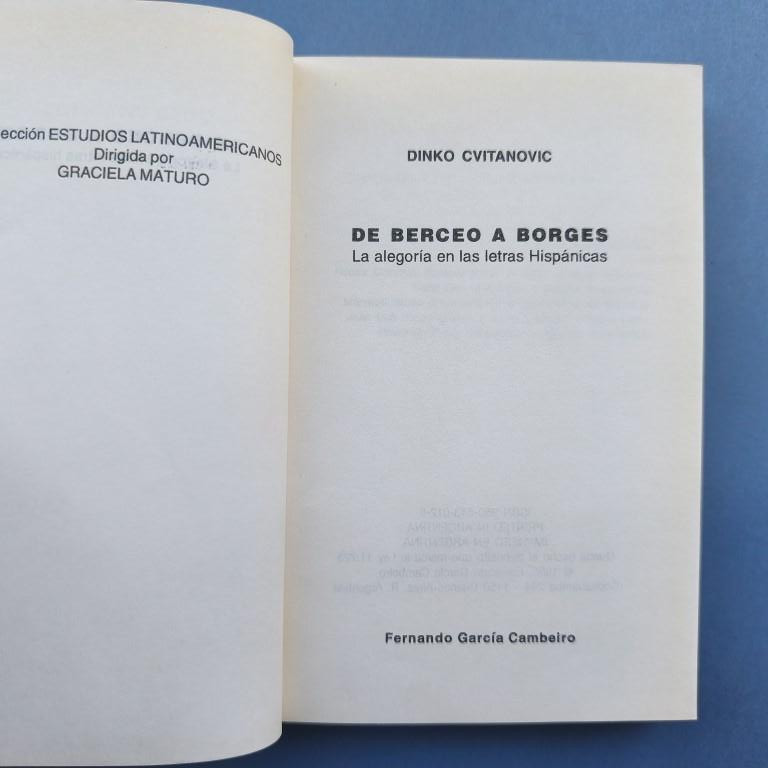 ección ESTUDIOS LATINOAMERICANOS
Dirigida por
GRACIELA MATURO
DINKO CVITANOVIC
DE BERCEO A BORGES
La alegoría en las letras Hispánicas
Fernando García Cambeiro